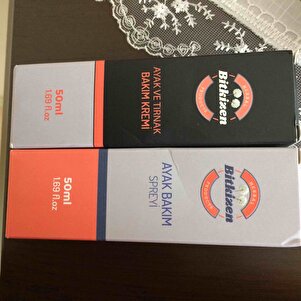 Bitkizen
AYAK VE TIRNAK
BAKIM KREMİ
50ml
1.69 fl.oz
Bitkizen
AYAK BAKIM
SPREYİ
50ml
1.69 fl.oz